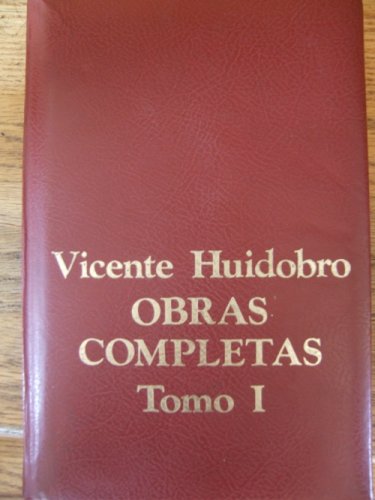 Vicente Huidobro
OBRAS
COMPLETAS
Tomo I